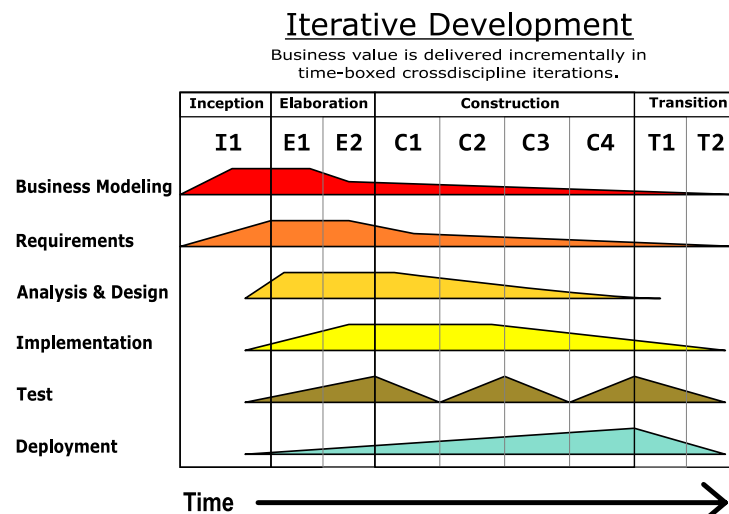 Iterative Development
Business value is delivered incrementally in
time-boxed crossdiscipline iterations.
Inception Elaboration Construction Transition
I1 E1 E2 C1 C2 C3 C4 T1 T2
Business Modeling
Requirements
Analysis & Design
Implementation
Test
Deployment
Time